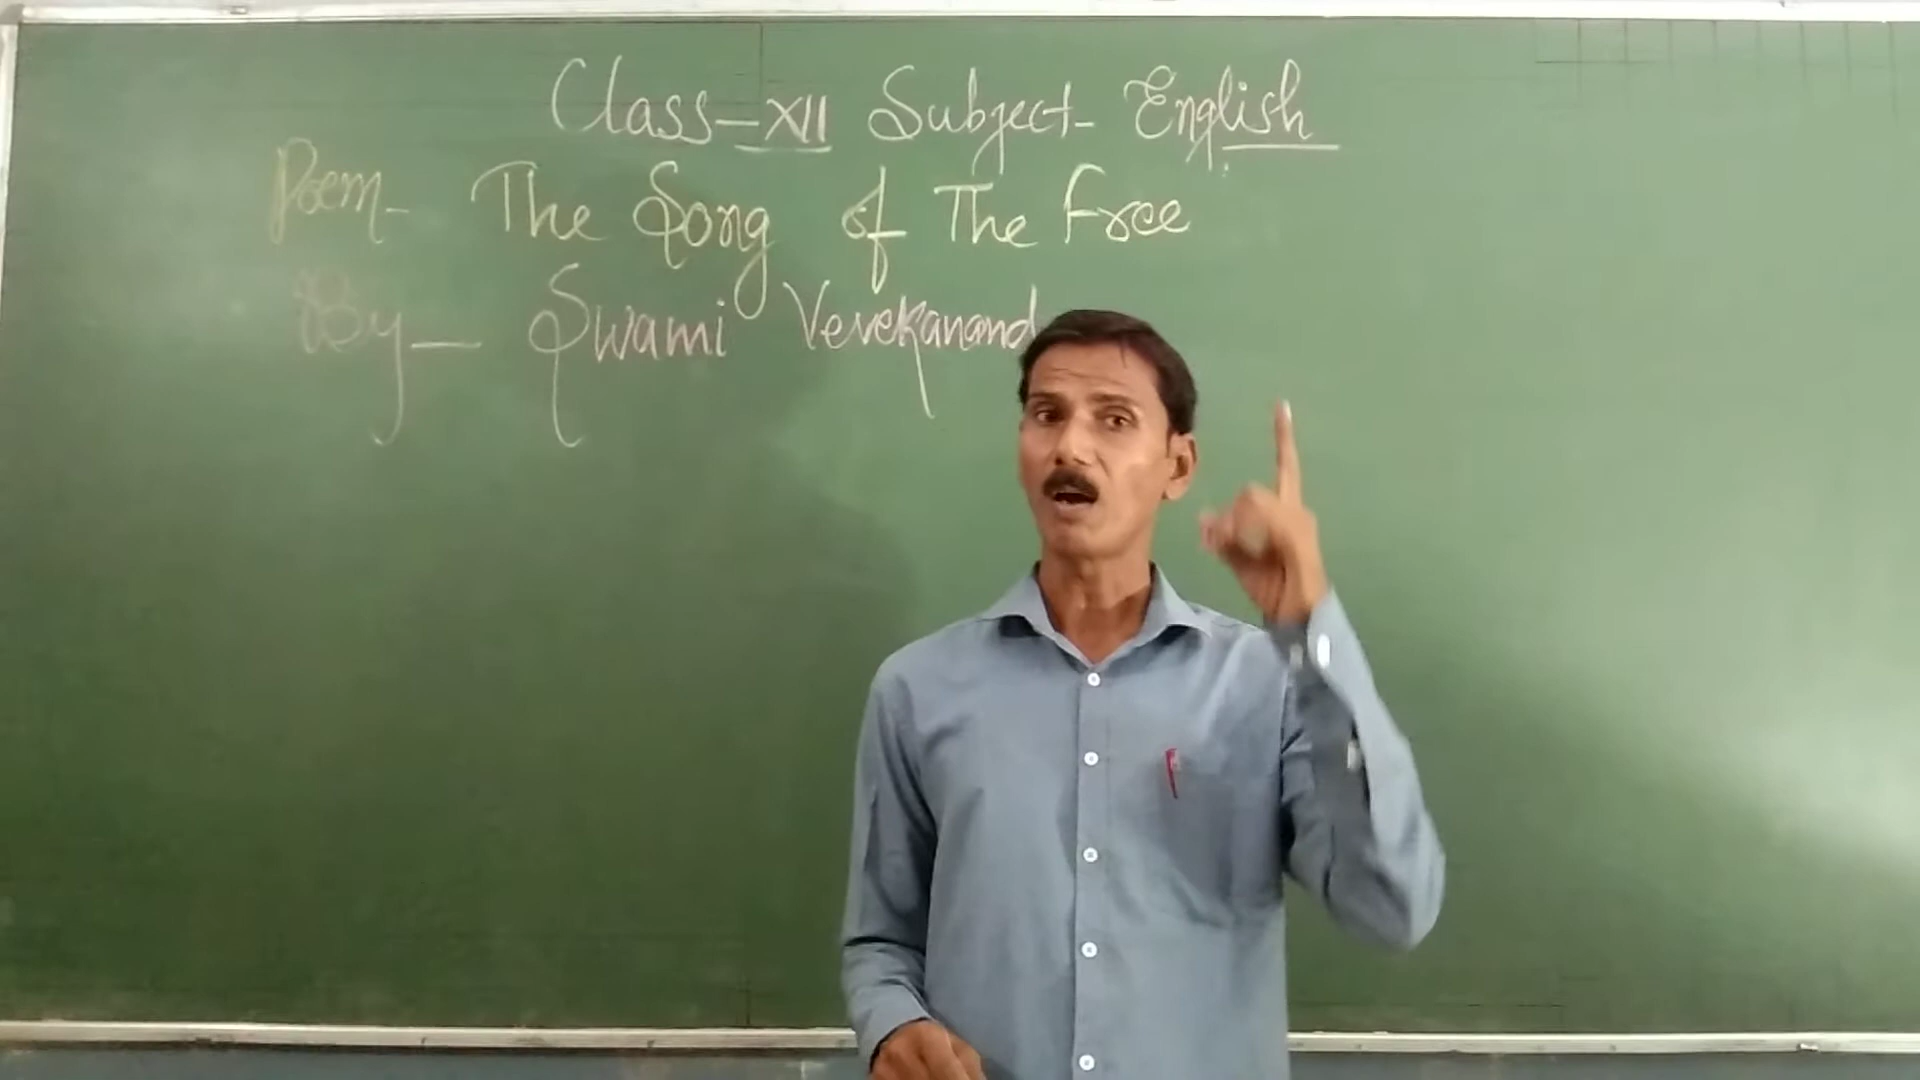 Class-XII Subject- English
Poem- The Song of The Free
By- Swami Vevekanand